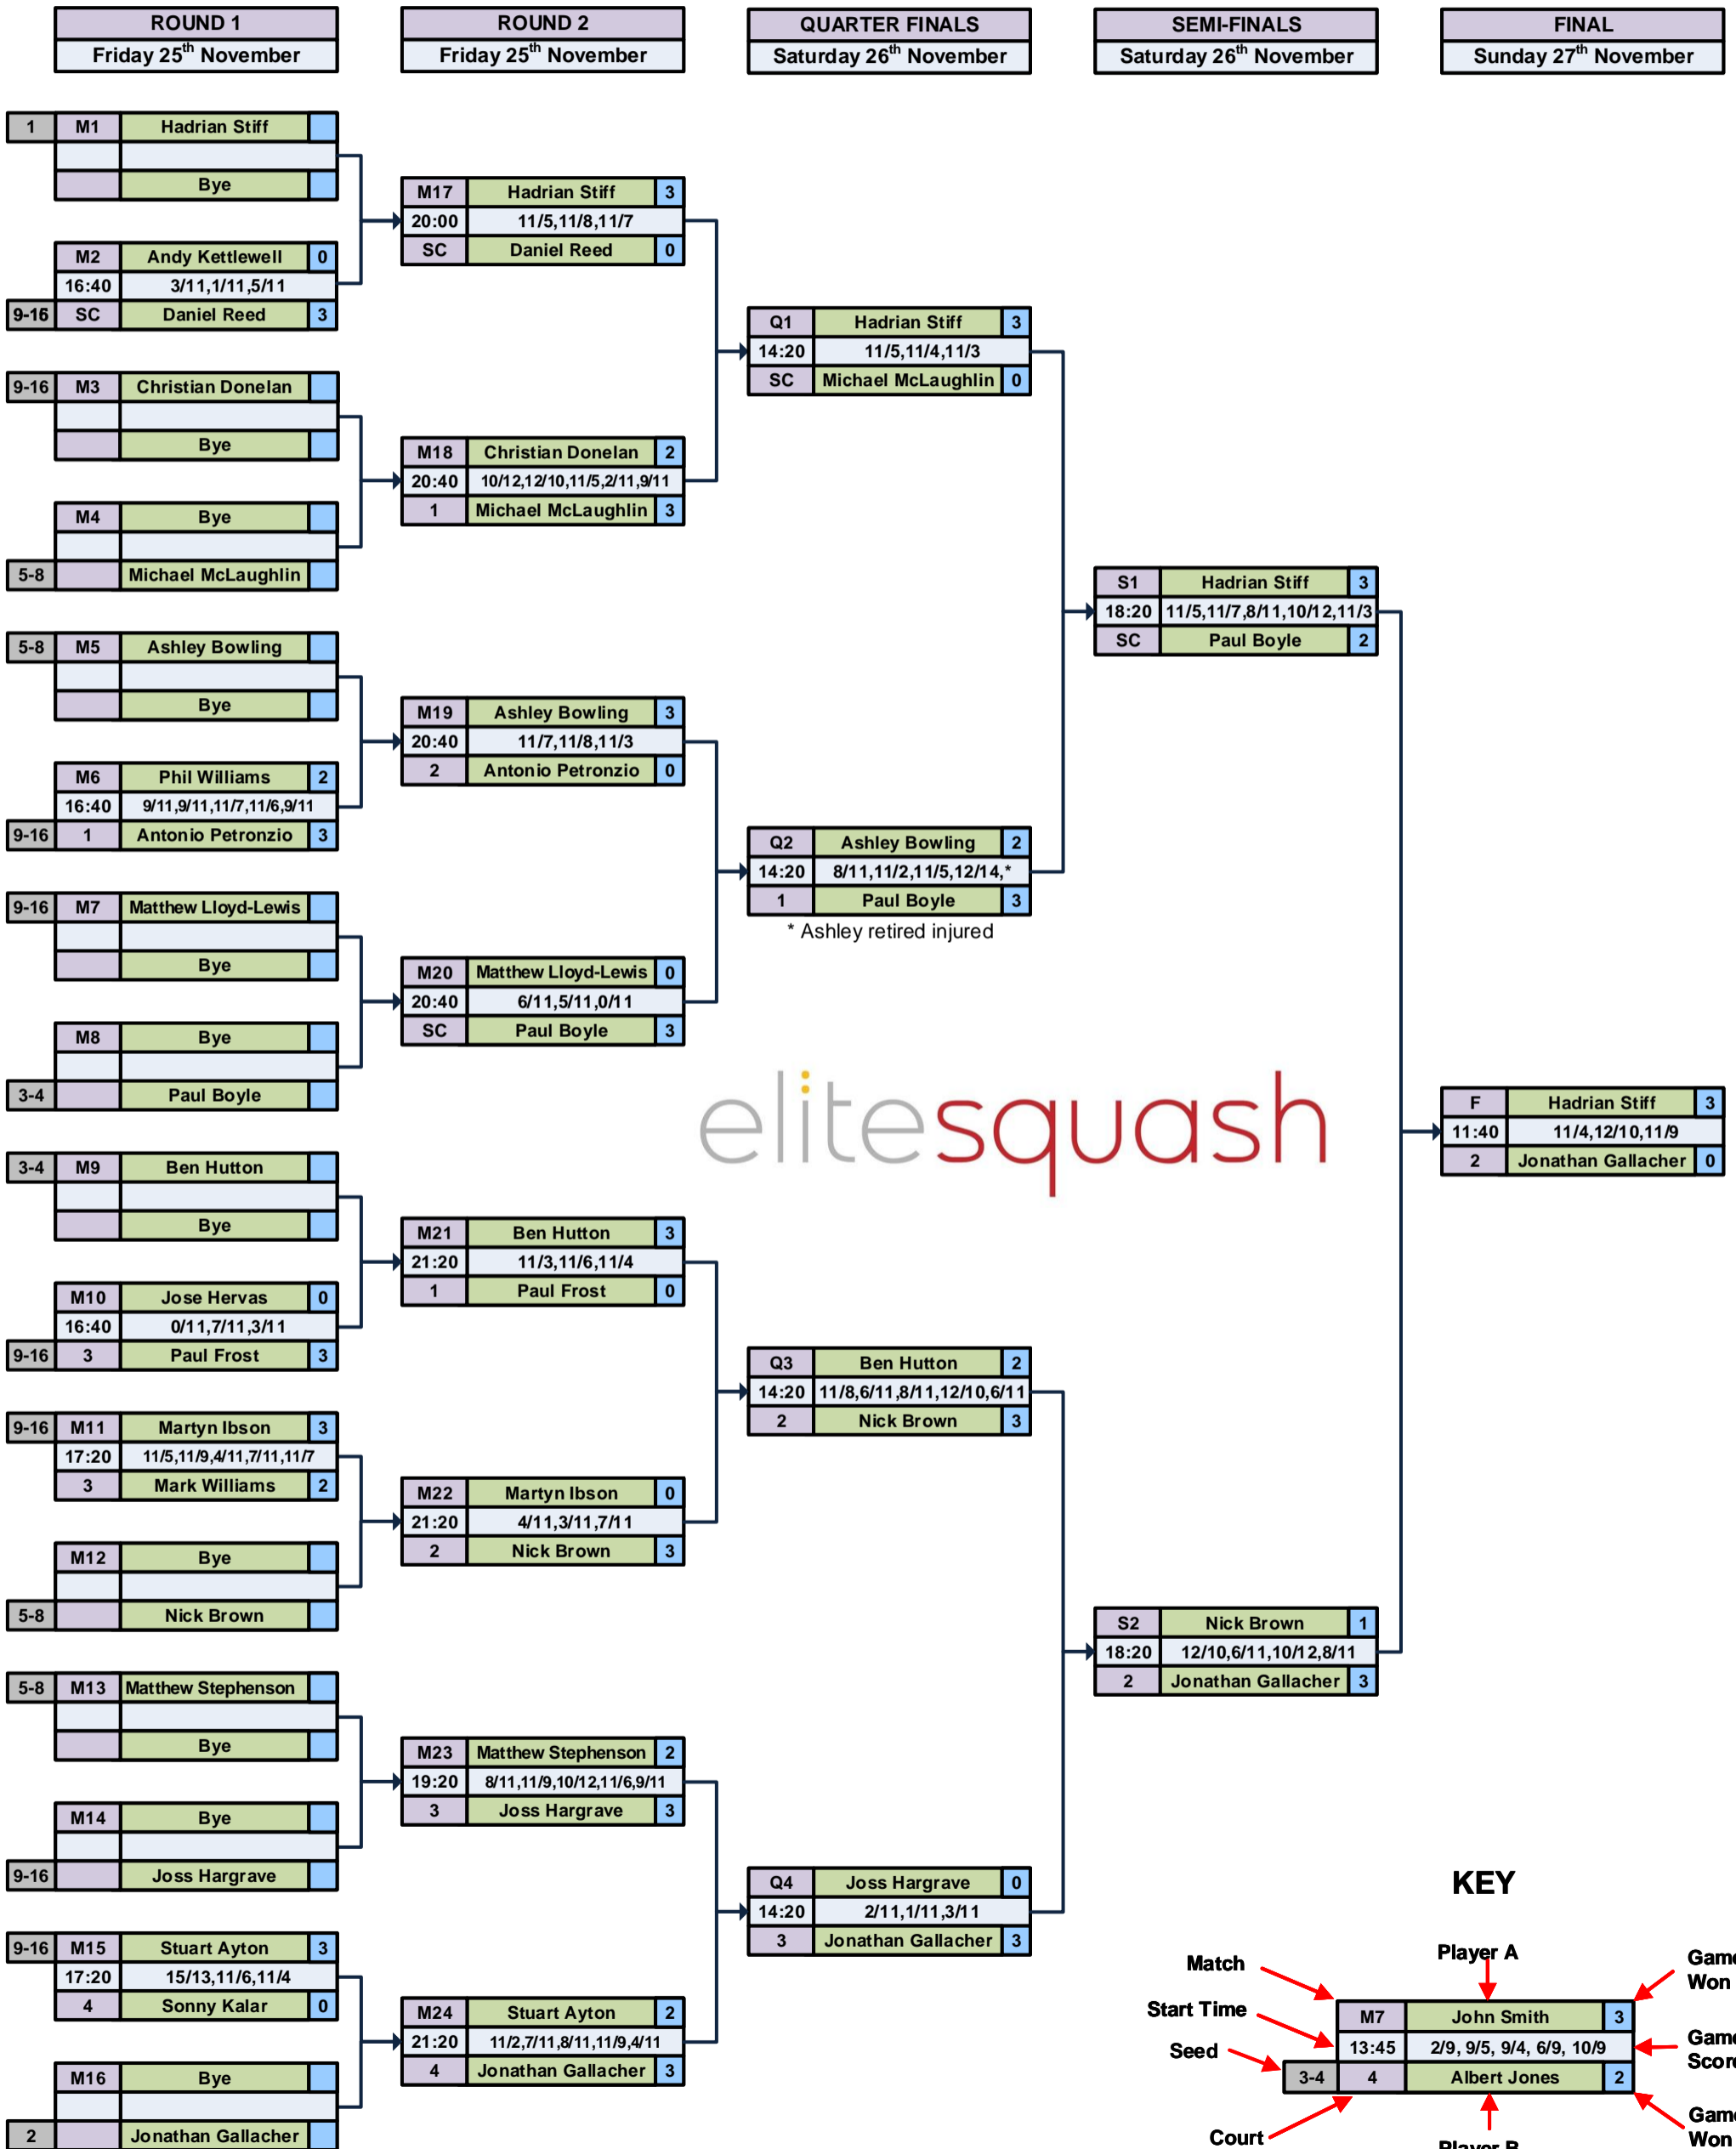 ROUND 1
Friday 25th November
ROUND 2
Friday 25th November
QUARTER FINALS
Saturday 26th November
SEMI-FINALS
Saturday 26th November
FINAL
Sunday 27th November
1 M1 Hadrian Stiff
Bye
M2 Andy Kettlewell 0
16:40 3/11,1/11,5/11
9-16 SC Daniel Reed 3
9-16 M3 Christian Donelan
Bye
M4 Bye
5-8 Michael McLaughlin
5-8 M5 Ashley Bowling
Bye
M6 Phil Williams 2
16:40 9/11,9/11,11/7,11/6,9/11
9-16 1 Antonio Petronzio 3
9-16 M7 Matthew Lloyd-Lewis
Bye
M8 Bye
3-4 Paul Boyle
3-4 M9 Ben Hutton
Bye
M10 Jose Hervas 0
16:40 0/11,7/11,3/11
9-16 3 Paul Frost 3
9-16 M11 Martyn Ibson 3
17:20 11/5,11/9,4/11,7/11,11/7
3 Mark Williams 2
M12 Bye
5-8 Nick Brown
5-8 M13 Matthew Stephenson
Bye
M14 Bye
9-16 Joss Hargrave
9-16 M15 Stuart Ayton 3
17:20 15/13,11/6,11/4
4 Sonny Kalar 0
M16 Bye
2 Jonathan Gallacher
M17 Hadrian Stiff 3
20:00 11/5,11/8,11/7
SC Daniel Reed 0
M18 Christian Donelan 2
20:40 10/12,12/10,11/5,2/11,9/11
1 Michael McLaughlin 3
M19 Ashley Bowling 3
20:40 11/7,11/8,11/3
2 Antonio Petronzio 0
M20 Matthew Lloyd-Lewis 0
20:40 6/11,5/11,0/11
SC Paul Boyle 3
M21 Ben Hutton 3
21:20 11/3,11/6,11/4
1 Paul Frost 0
M22 Martyn Ibson 0
21:20 4/11,3/11,7/11
2 Nick Brown 3
M23 Matthew Stephenson 2
19:20 8/11,11/9,10/12,11/6,9/11
3 Joss Hargrave 3
M24 Stuart Ayton 2
21:20 11/2,7/11,8/11,11/9,4/11
4 Jonathan Gallacher 3
Q1 Hadrian Stiff 3
14:20 11/5,11/4,11/3
SC Michael McLaughlin 0
Q2 Ashley Bowling 2
14:20 8/11,11/2,11/5,12/14,*
1 Paul Boyle 3
* Ashley retired injured
Q3 Ben Hutton 2
14:20 11/8,6/11,8/11,12/10,6/11
2 Nick Brown 3
Q4 Joss Hargrave 0
14:20 2/11,1/11,3/11
3 Jonathan Gallacher 3
S1 Hadrian Stiff 3
18:20 11/5,11/7,8/11,10/12,11/3
SC Paul Boyle 2
S2 Nick Brown 1
18:20 12/10,6/11,10/12,8/11
2 Jonathan Gallacher 3
elitesquash
F Hadrian Stiff 3
11:40 11/4,12/10,11/9
2 Jonathan Gallacher 0
KEY
Match
Player A
Won
Start Time
M7 John Smith 3
13:45 2/9, 9/5, 9/4, 6/9, 10/9
Seed
3-4 4 Albert Jones 2
Court
Player B
Won